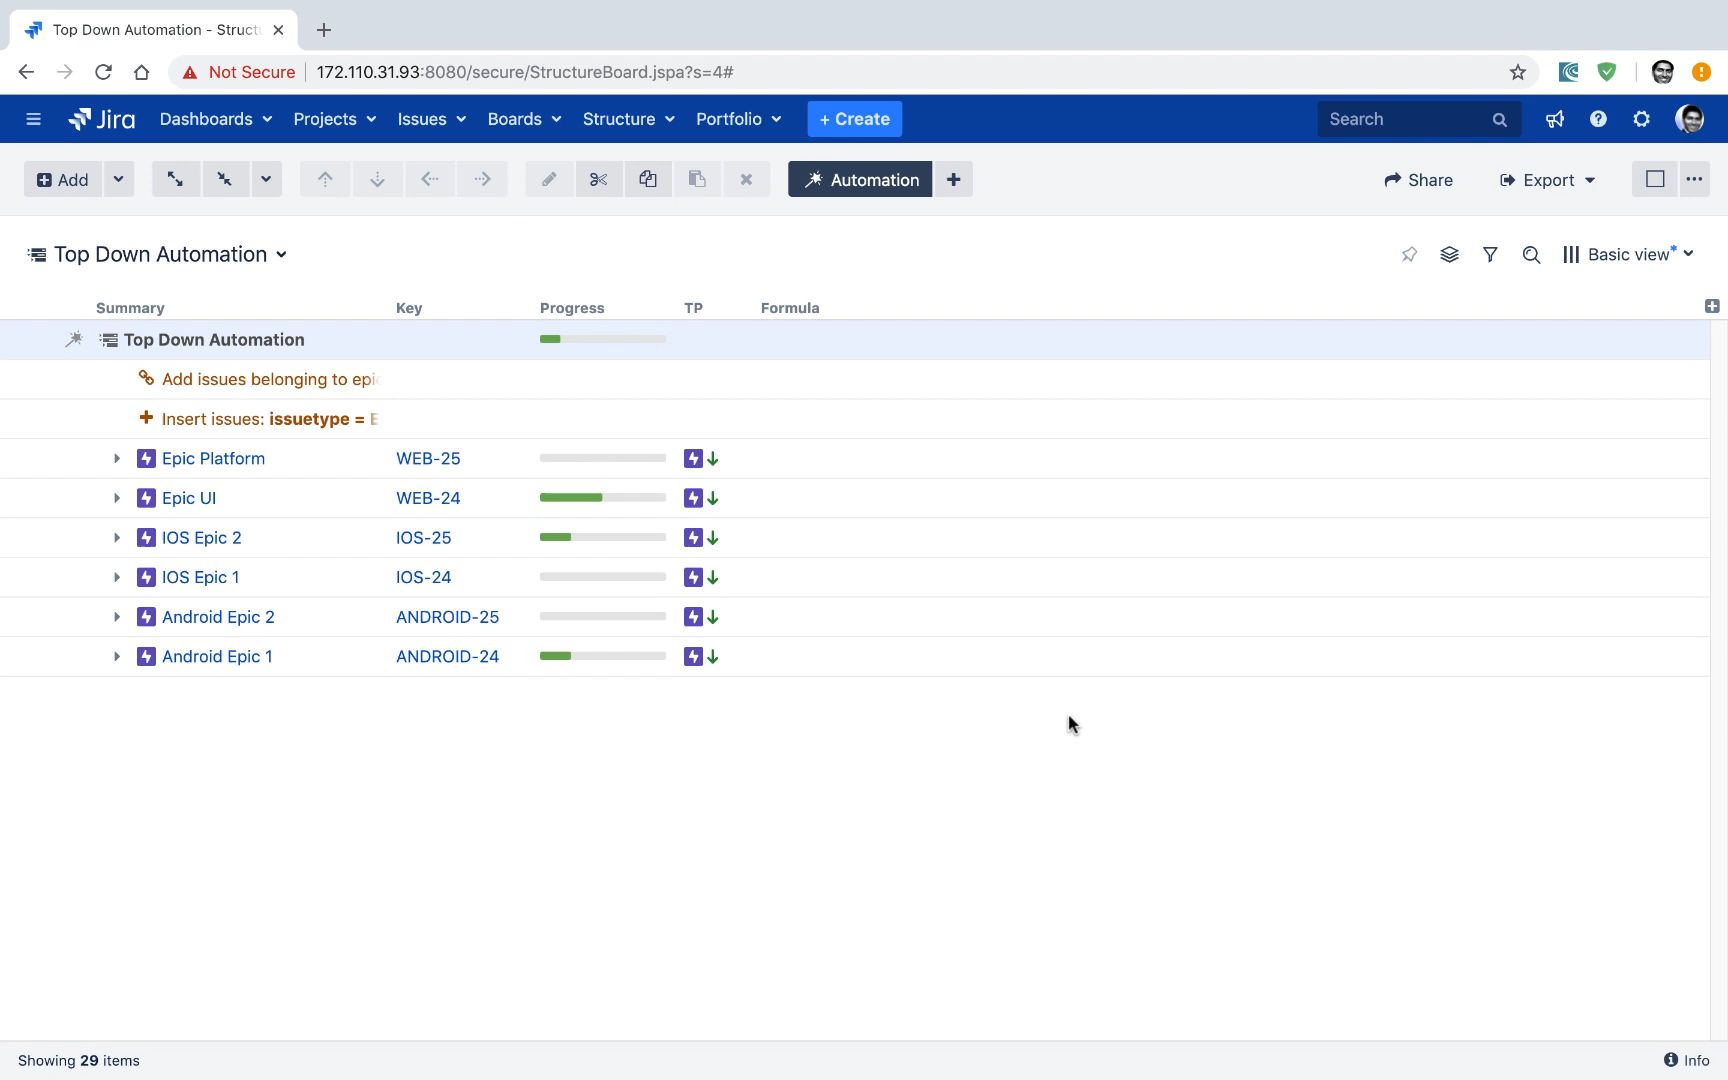 Top Down Automation - Struct
Not Secure 172.110.31.93:8080/secure/StructureBoard.jspa?s=4#
Jira Dashboards Projects Issues Boards Structure Portfolio + Create Search
Add Automation Share Export
Top Down Automation Basic view*
Summary Key Progress TP Formula
Top Down Automation
Add issues belonging to epic
Insert issues: issuetype =
Epic Platform WEB-25
Epic UI WEB-24
IOS Epic 2 IOS-25
IOS Epic 1 IOS-24
Android Epic 2 ANDROID-25
Android Epic 1 ANDROID-24
Showing 29 items Info